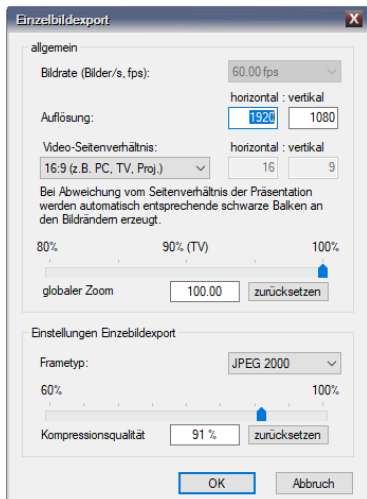 Einzelbildexport
allgemein
Bildrate (Bilder/s, fps): 60.00 fps
horizontal : vertikal
Auflösung: 1920 1080
Video-Seitenverhältnis: horizontal : vertikal
16:9 (z.B. PC, TV, Proj.) 16 9
Bei Abweichung vom Seitenverhältnis der Präsentation
werden automatisch entsprechende schwarze Balken an
den Bildrändern erzeugt.
80% 90% (TV) 100%
globaler Zoom 100.00 zurücksetzen
Einstellungen Einzebildexport
Frametyp: JPEG 2000
60% 100%
Kompressionsqualität 91 % zurücksetzen
OK Abbruch